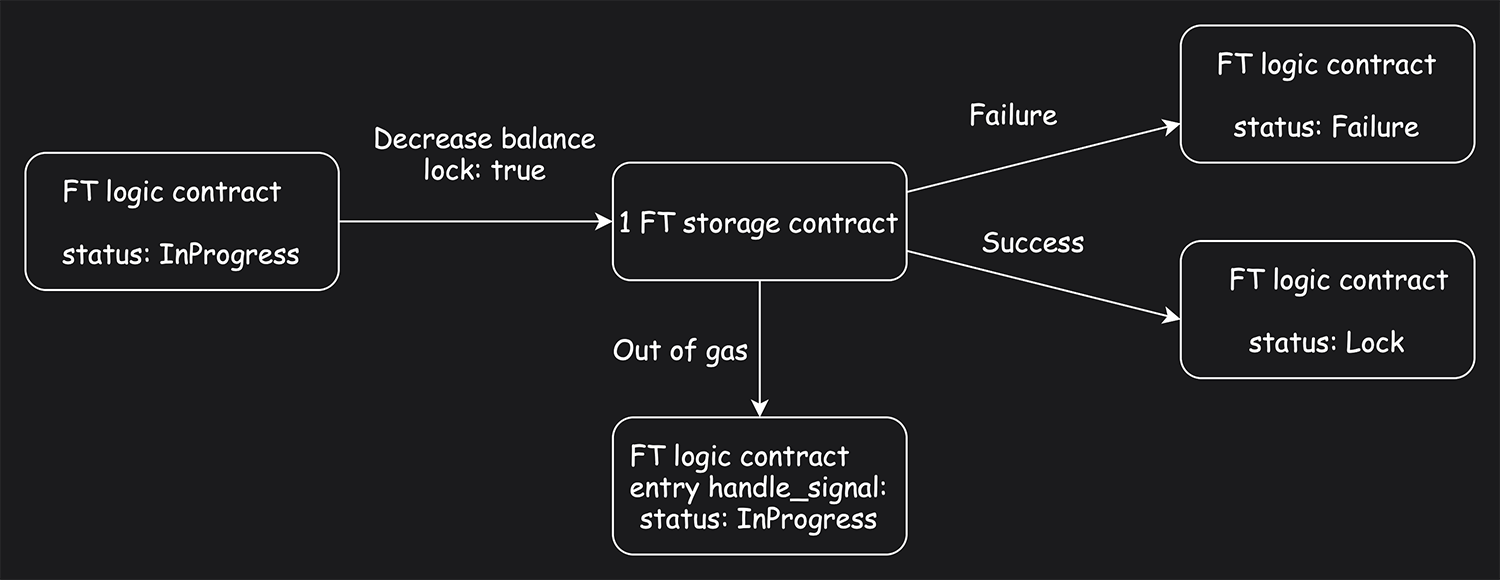 FT logic contract
status: InProgress
Decrease balance
lock: true
1 FT storage contract
Failure
FT logic contract
status: Failure
Success
FT logic contract
status: Lock
Out of gas
FT logic contract
entry handle_signal:
status: InProgress